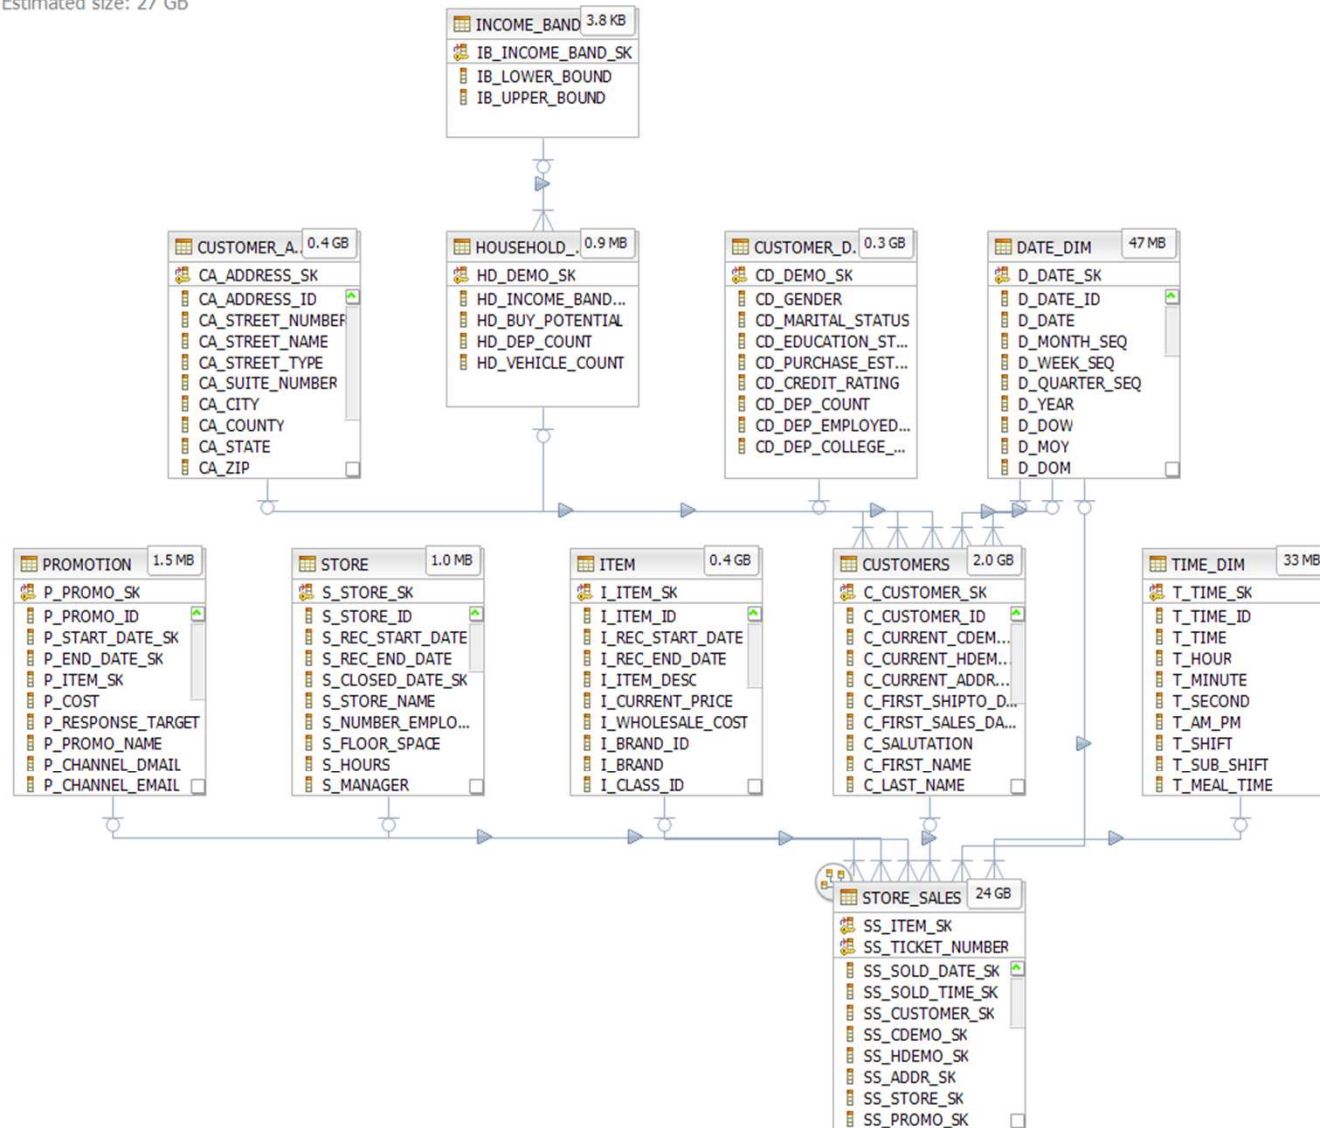 Estimated size: 27 GB
INCOME_BAND 3.8 KB
IB_INCOME_BAND_SK
IB_LOWER_BOUND
IB_UPPER_BOUND
CUSTOMER_A... 0.4 GB
CA_ADDRESS_SK
CA_ADDRESS_ID
CA_STREET_NUMBER
CA_STREET_NAME
CA_STREET_TYPE
CA_SUITE_NUMBER
CA_CITY
CA_COUNTY
CA_STATE
CA_ZIP
HOUSEHOLD_... 0.9 MB
HD_DEMO_SK
HD_INCOME_BAND...
HD_BUY_POTENTIAL
HD_DEP_COUNT
HD_VEHICLE_COUNT
CUSTOMER_D... 0.3 GB
CD_DEMO_SK
CD_GENDER
CD_MARITAL_STATUS
CD_EDUCATION_ST...
CD_PURCHASE_EST...
CD_CREDIT_RATING
CD_DEP_COUNT
CD_DEP_EMPLOYED...
CD_DEP_COLLEGE_...
DATE_DIM 47 MB
D_DATE_SK
D_DATE_ID
D_DATE
D_MONTH_SEQ
D_WEEK_SEQ
D_QUARTER_SEQ
D_YEAR
D_DOW
D_MOY
D_DOM
PROMOTION 1.5 MB
P_PROMO_SK
P_PROMO_ID
P_START_DATE_SK
P_END_DATE_SK
P_ITEM_SK
P_COST
P_RESPONSE_TARGET
P_PROMO_NAME
P_CHANNEL_DMAIL
P_CHANNEL_EMAIL
STORE 1.0 MB
S_STORE_SK
S_STORE_ID
S_REC_START_DATE
S_REC_END_DATE
S_CLOSED_DATE_SK
S_STORE_NAME
S_NUMBER_EMPLO...
S_FLOOR_SPACE
S_HOURS
S_MANAGER
ITEM 0.4 GB
I_ITEM_SK
I_ITEM_ID
I_REC_START_DATE
I_REC_END_DATE
I_ITEM_DESC
I_CURRENT_PRICE
I_WHOLESALE_COST
I_BRAND_ID
I_BRAND
I_CLASS_ID
CUSTOMERS 2.0 GB
C_CUSTOMER_SK
C_CUSTOMER_ID
C_CURRENT_CDEM...
C_CURRENT_HDEM...
C_CURRENT_ADDR...
C_FIRST_SHIPTO_D...
C_FIRST_SALES_DA...
C_SALUTATION
C_FIRST_NAME
C_LAST_NAME
TIME_DIM 33 MB
T_TIME_SK
T_TIME_ID
T_TIME
T_HOUR
T_MINUTE
T_SECOND
T_AM_PM
T_SHIFT
T_SUB_SHIFT
T_MEAL_TIME
STORE_SALES 24 GB
SS_ITEM_SK
SS_TICKET_NUMBER
SS_SOLD_DATE_SK
SS_SOLD_TIME_SK
SS_CUSTOMER_SK
SS_CDEMO_SK
SS_HDEMO_SK
SS_ADDR_SK
SS_STORE_SK
SS_PROMO_SK